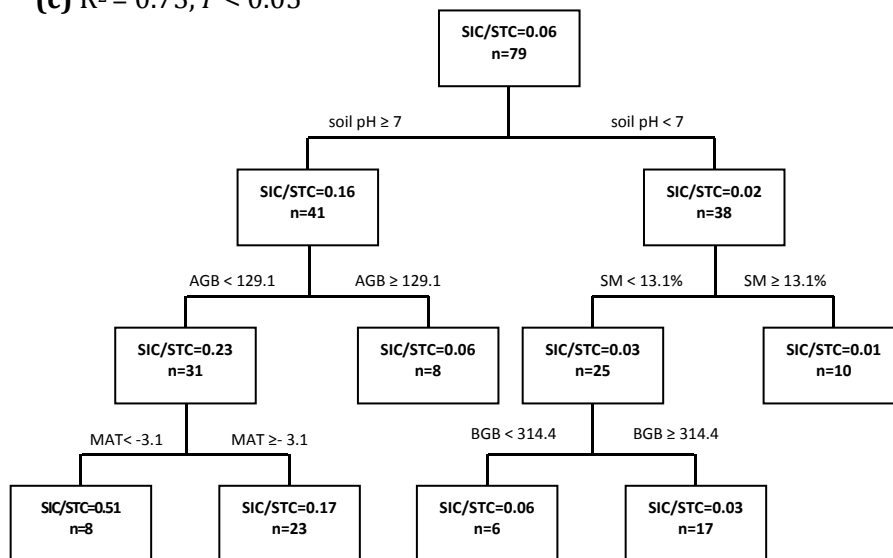 (c) R² = 0.73, P < 0.05
SIC/STC=0.06
n=79
soil pH ≥ 7
soil pH < 7
SIC/STC=0.16
n=41
SIC/STC=0.02
n=38
AGB < 129.1
AGB ≥ 129.1
SM < 13.1%
SM ≥ 13.1%
SIC/STC=0.23
n=31
SIC/STC=0.06
n=8
SIC/STC=0.03
n=25
SIC/STC=0.01
n=10
MAT< -3.1
MAT ≥- 3.1
BGB < 314.4
BGB ≥ 314.4
SIC/STC=0.51
n=8
SIC/STC=0.17
n=23
SIC/STC=0.06
n=6
SIC/STC=0.03
n=17